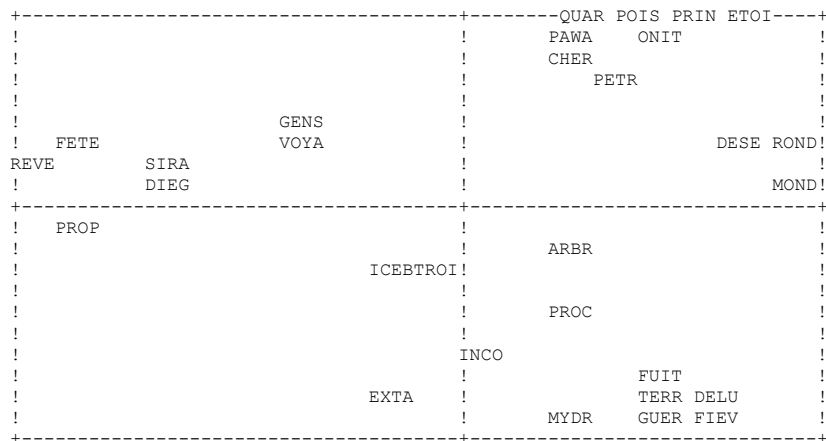 +---------------------------------------+--------QUAR POIS PRIN ETOI----+
!                                       !       PAWA    ONIT            !
!                                       !       CHER                    !
!                                       !           PETR                !
!                                       !                               !
!                       GENS            !                               !
!   FETE                VOYA            !                      DESE ROND!
REVE        SIRA                        !                               !
!           DIEG                        !                           MOND!
+---------------------------------------+-------------------------------+
!   PROP                                !                               !
!                                       !       ARBR                    !
!                               ICEBTROI!                               !
!                                       !                               !
!                                       !       PROC                    !
!                                       !                               !
!                                       INCO                            !
!                                       !               FUIT            !
!                               EXTA    !               TERR DELU       !
!                                       !       MYDR    GUER FIEV       !
+---------------------------------------+-------------------------------+